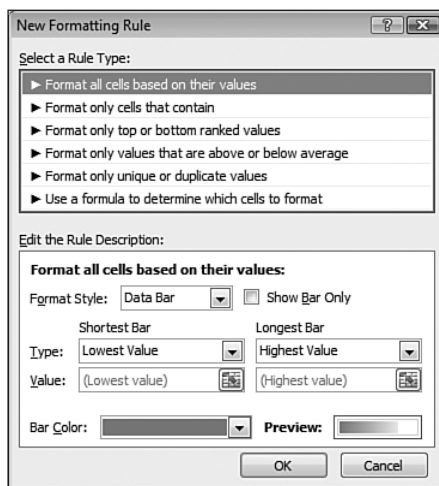 New Formatting Rule
Select a Rule Type:
► Format all cells based on their values
► Format only cells that contain
► Format only top or bottom ranked values
► Format only values that are above or below average
► Format only unique or duplicate values
► Use a formula to determine which cells to format
Edit the Rule Description:
Format all cells based on their values:
Format Style: Data Bar Show Bar Only
Shortest Bar Longest Bar
Type: Lowest Value Highest Value
Value: (Lowest value) (Highest value)
Bar Color: Preview:
OK Cancel